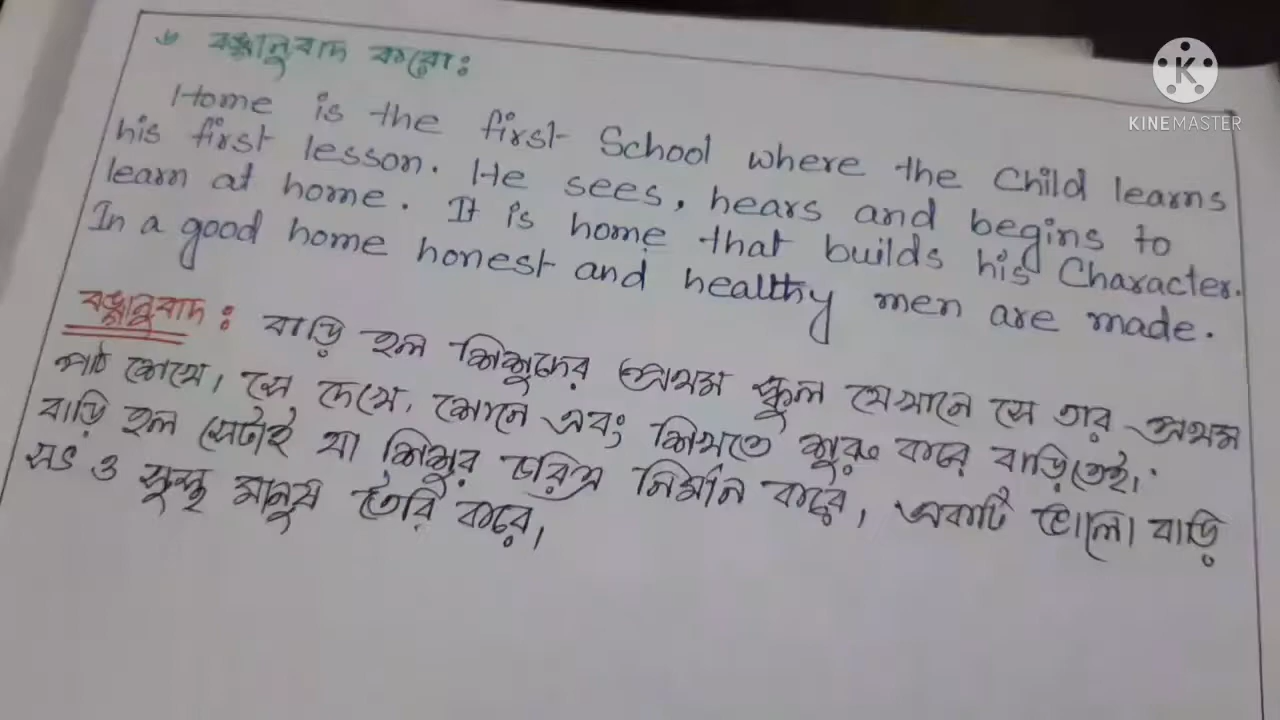 ৬ বঙ্গানুবাদ করো:
Home is the first School where the Child learns
his first lesson. He sees, hears and begins to
learn at home. It is home that builds his Character.
In a good home honest and healthy men are made.
বঙ্গানুবাদ: বাড়ি হল শিশুদের প্রথম স্কুল যেখানে সে তার প্রথম
পাঠ শেখে। সে দেখে, শোনে এবং শিখতে শুরু করে বাড়িতেই।
বাড়ি হল সেটাই যা শিশুর চরিত্র নির্মান করে, একটি ভালো বাড়ি
সৎ ও সুস্থ মানুষ তৈরি করে।
K
KINEMASTER